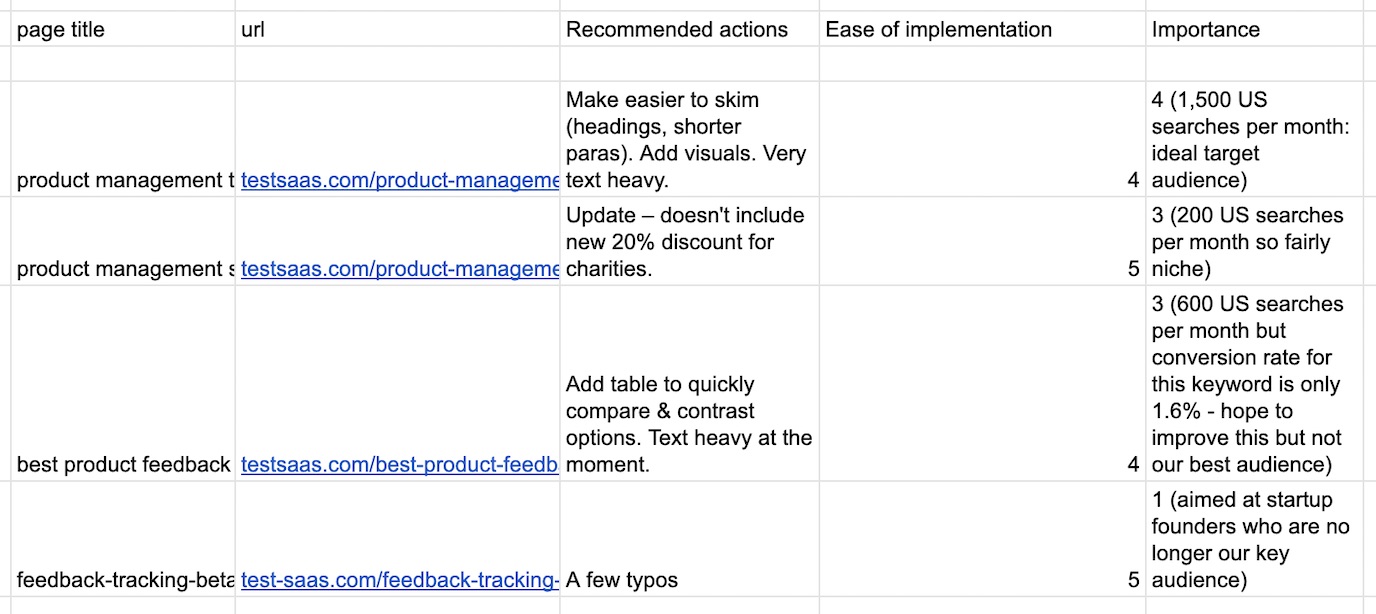 page title
url
Recommended actions
Ease of implementation
Importance
product management t
testsaas.com/product-manageme
Make easier to skim
(headings, shorter
paras). Add visuals. Very
text heavy.
4
4 (1,500 US
searches per month:
ideal target
audience)
product management s
testsaas.com/product-manageme
Update – doesn't include
new 20% discount for
charities.
5
3 (200 US searches
per month so fairly
niche)
best product feedback
testsaas.com/best-product-feedb
Add table to quickly
compare & contrast
options. Text heavy at the
moment.
4
3 (600 US searches
per month but
conversion rate for
this keyword is only
1.6% - hope to
improve this but not
our best audience)
feedback-tracking-beta
test-saas.com/feedback-tracking-
A few typos
5
1 (aimed at startup
founders who are no
longer our key
audience)